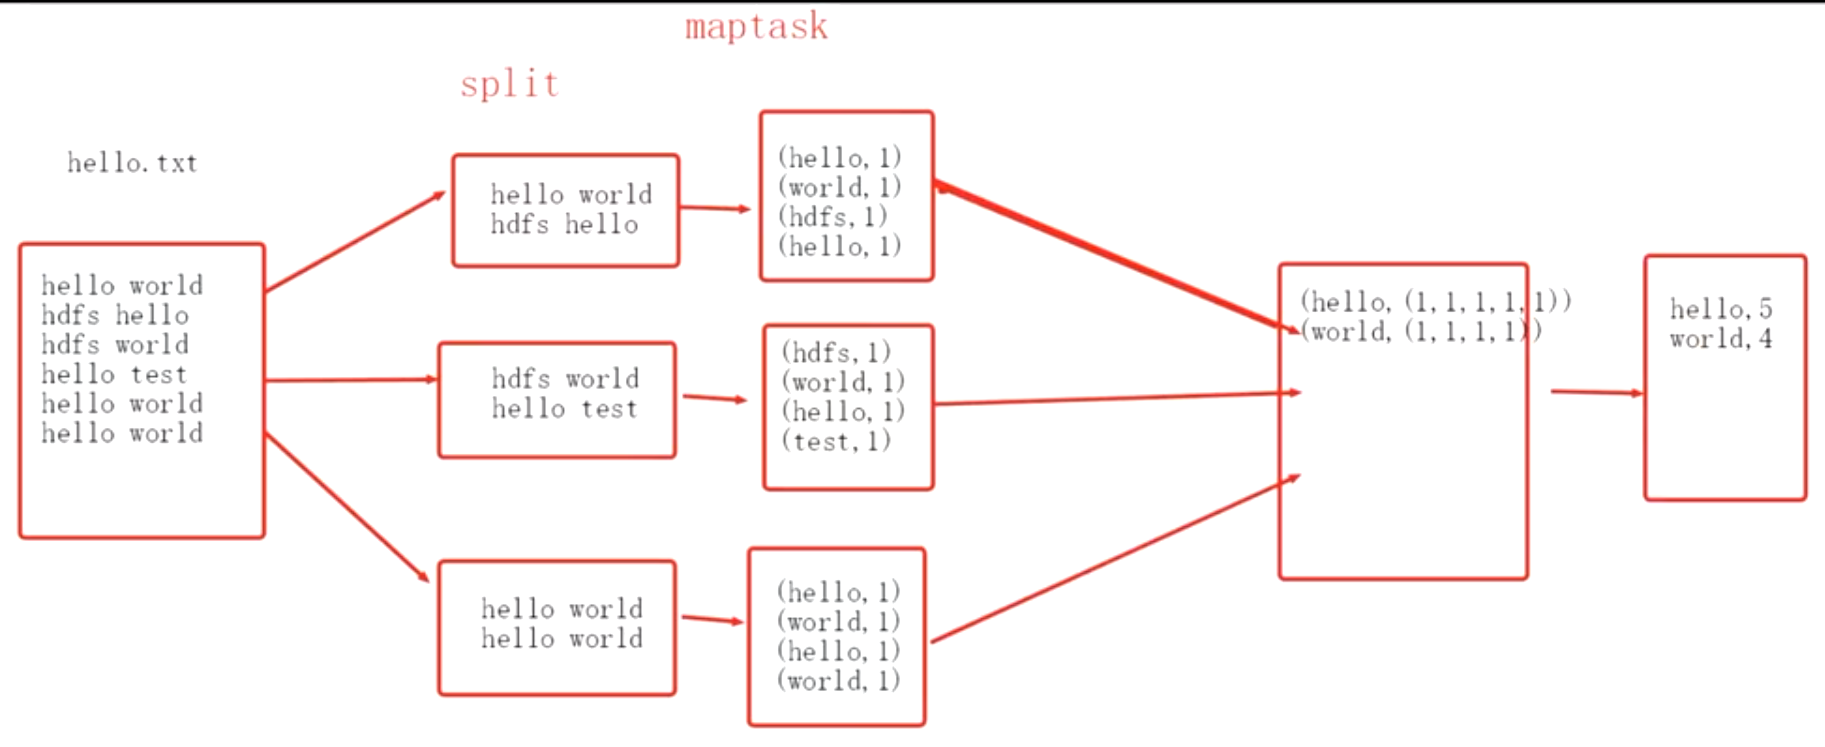 maptask
split
hello.txt
hello world
hdfs hello
hdfs world
hello test
hello world
hello world
hello world
hdfs hello
hdfs world
hello test
hello world
hello world
(hello,1)
(world,1)
(hdfs,1)
(hello,1)
(hdfs,1)
(world,1)
(hello,1)
(test,1)
(hello,1)
(world,1)
(hello,1)
(world,1)
(hello,(1,1,1,1,1))
(world,(1,1,1,1))
hello,5
world,4